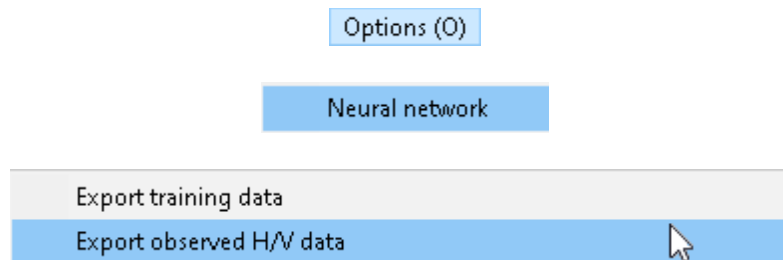 Options (O)
Neural network
Export training data
Export observed H/V data